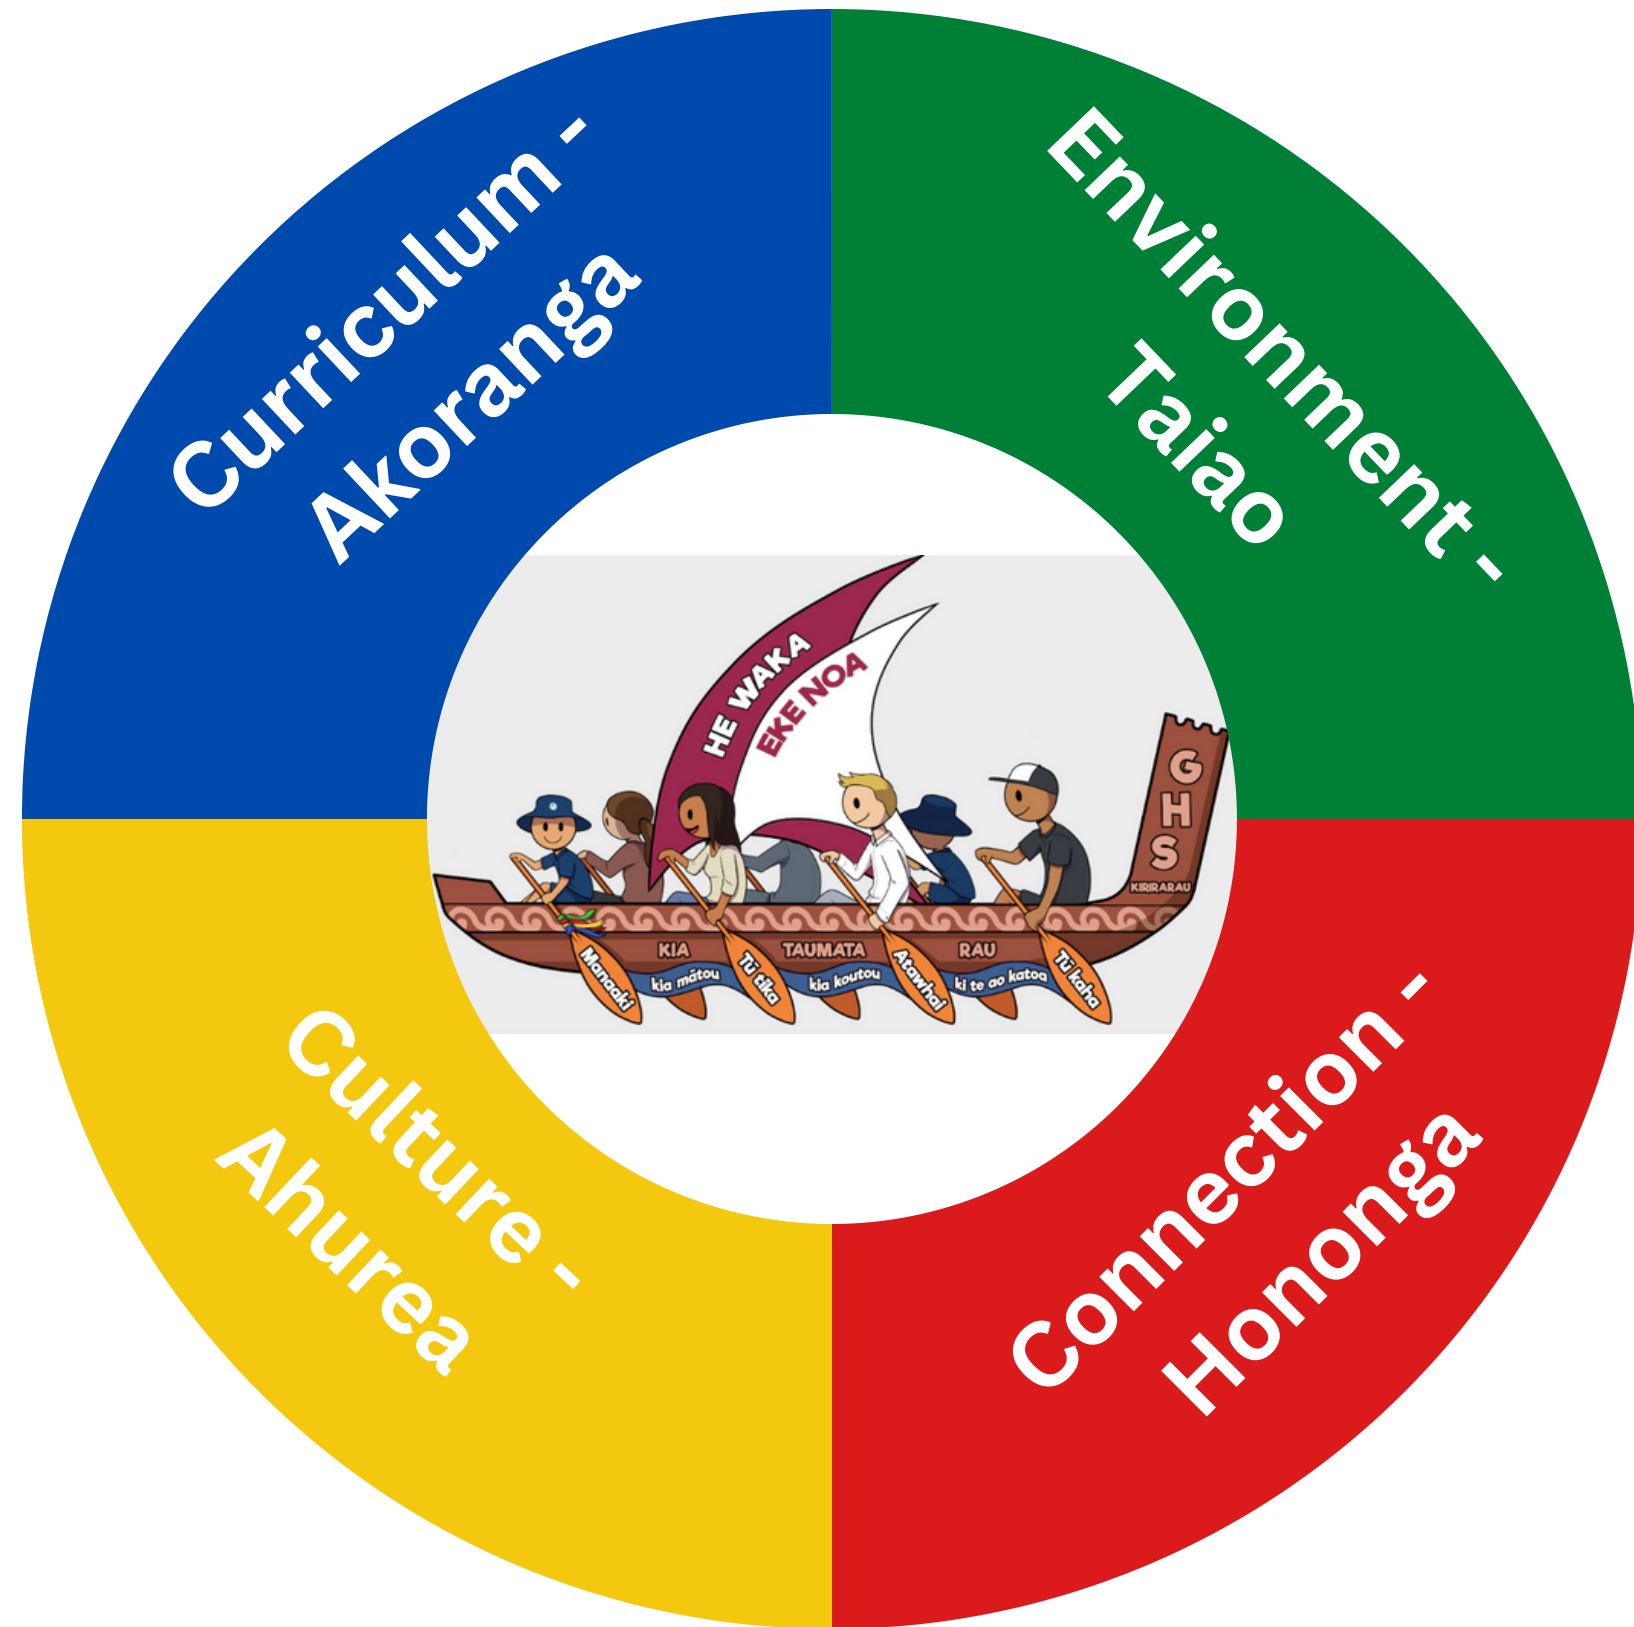 Curriculum -
Akoranga
Environment -
Taiao
HE WAKA
EKE NOA
G
H
S
KIRIRARAU
KIA TAUMATA RAU
kia mātou kia koutou ki te ao katoa
Manaaki Tū tika Atawhai Tū kaha
Culture -
Ahurea
Connection -
Hononga